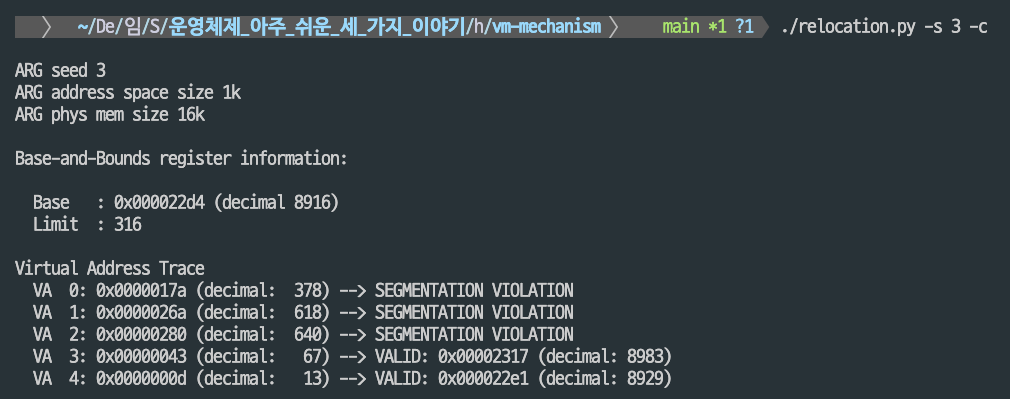 ~/De/임/S/운영체제_아주_쉬운_세_가지_이야기/h/vm-mechanism main *1 ?1 ./relocation.py -s 3 -c
ARG seed 3
ARG address space size 1k
ARG phys mem size 16k
Base-and-Bounds register information:
Base : 0x000022d4 (decimal 8916)
Limit : 316
Virtual Address Trace
VA 0: 0x0000017a (decimal: 378) --> SEGMENTATION VIOLATION
VA 1: 0x0000026a (decimal: 618) --> SEGMENTATION VIOLATION
VA 2: 0x00000280 (decimal: 640) --> SEGMENTATION VIOLATION
VA 3: 0x00000043 (decimal: 67) --> VALID: 0x00002317 (decimal: 8983)
VA 4: 0x0000000d (decimal: 13) --> VALID: 0x000022e1 (decimal: 8929)